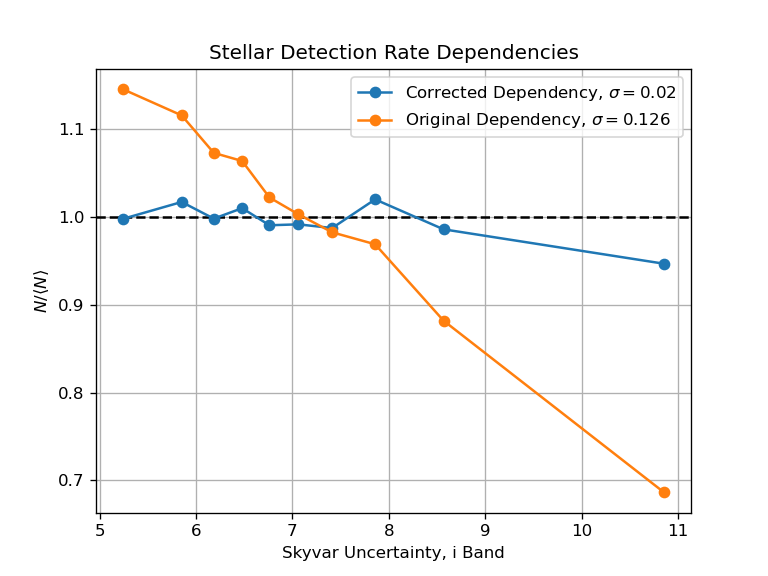 Stellar Detection Rate Dependencies
Corrected Dependency, σ = 0.02
Original Dependency, σ = 0.126
1.1
1.0
0.9
0.8
0.7
N/⟨N⟩
5 6 7 8 9 10 11
Skyvar Uncertainty, i Band